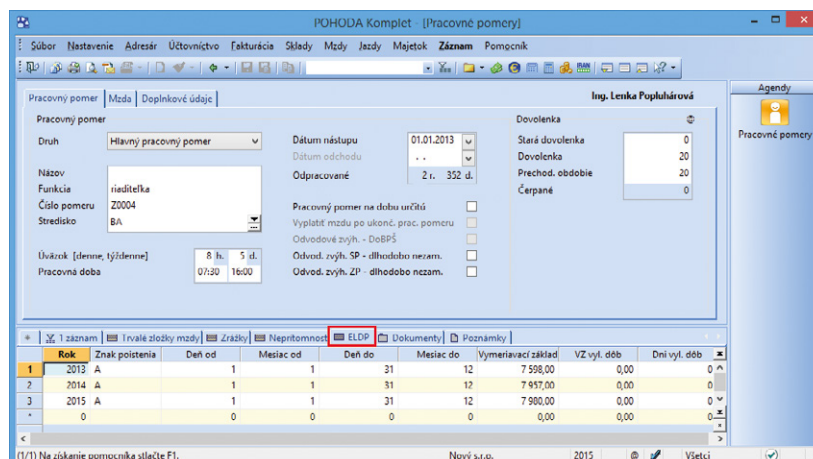 POHODA Komplet - [Pracovné pomery]
Súbor Nastavenie Adresár Účtovníctvo Fakturácia Sklady Mzdy Jazdy Majetok Záznam Pomocník
Agendy
Pracovné pomery
Pracovný pomer Mzda Doplnkové údaje Ing. Lenka Popluhárová
Pracovný pomer Dovolenka
Druh Hlavný pracovný pomer Dátum nástupu 01.01.2013 Stará dovolenka 0
Dátum odchodu . . Dovolenka 20
Názov Odpracované 2 r. 352 d. Prechod. obdobie 20
Funkcia riaditeľka Čerpané 0
Číslo pomeru Z0004 Pracovný pomer na dobu určitú
Stredisko BA Vyplatiť mzdu po ukonč. prac. pomeru
Odvodové zvýh. - DoBPŠ
Úväzok [denne, týždenne] 8 h. 5 d. Odvod. zvýh. SP - dlhodobo nezam.
Pracovná doba 07:30 16:00 Odvod. zvýh. ZP - dlhodobo nezam.
* 1 záznam Trvalé zložky mzdy Zrážky Neprítomnost ELDP Dokumenty Poznámky
Rok Znak poistenia Deň od Mesiac od Deň do Mesiac do Vymeriavací základ VZ vyl. dôb Dni vyl. dôb
1 2013 A 1 1 31 12 7 598,00 0,00 0
2 2014 A 1 1 31 12 7 957,00 0,00 0
3 2015 A 1 1 31 12 7 980,00 0,00 0
* 0 0 0 0 0 0,00 0,00 0
(1/1) Na získanie pomocníka stlačte F1. Nový s.r.o. 2015 @ Všetci